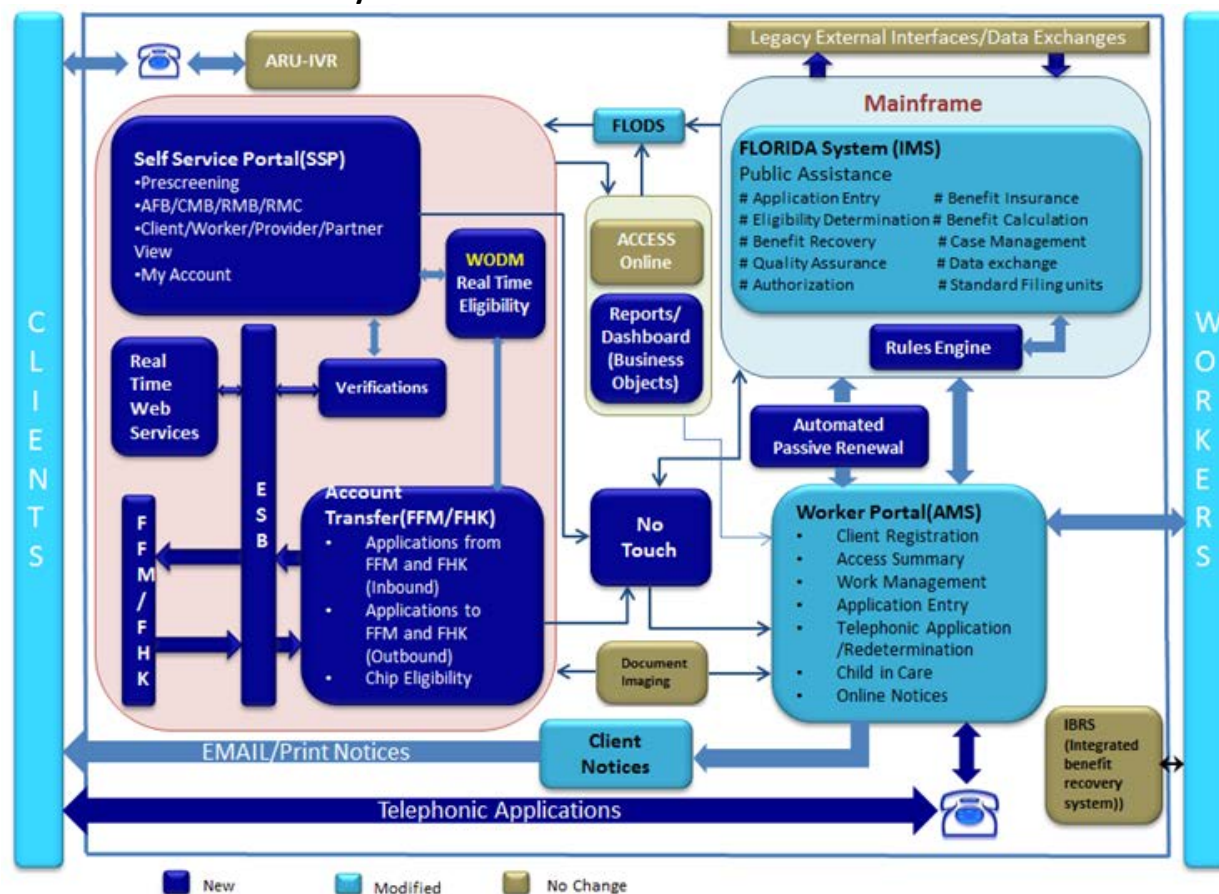 CLIENTS
ARU-IVR
Legacy External Interfaces/Data Exchanges
Mainframe
FLODS
FLORIDA System (IMS)
Public Assistance
# Application Entry
# Benefit Insurance
# Eligibility Determination
# Benefit Calculation
# Benefit Recovery
# Case Management
# Quality Assurance
# Data exchange
# Authorization
# Standard Filing units
Rules Engine
Self Service Portal(SSP)
•Prescreening
•AFB/CMB/RMB/RMC
•Client/Worker/Provider/Partner
View
•My Account
WODM
Real Time
Eligibility
ACCESS
Online
Reports/
Dashboard
(Business
Objects)
Real
Time
Web
Services
ESB
Verifications
Automated
Passive Renewal
FFM/FHK
Account
Transfer(FFM/FHK)
• Applications from
FFM and FHK
(Inbound)
• Applications to
FFM and FHK
(Outbound)
• Chip Eligibility
No
Touch
Worker Portal(AMS)
• Client Registration
• Access Summary
• Work Management
• Application Entry
• Telephonic Application
/Redetermination
• Child in Care
• Online Notices
Document
Imaging
EMAIL/Print Notices
Client
Notices
IBRS
(Integrated
benefit
recovery
system))
Telephonic Applications
WORKERS
New
Modified
No Change